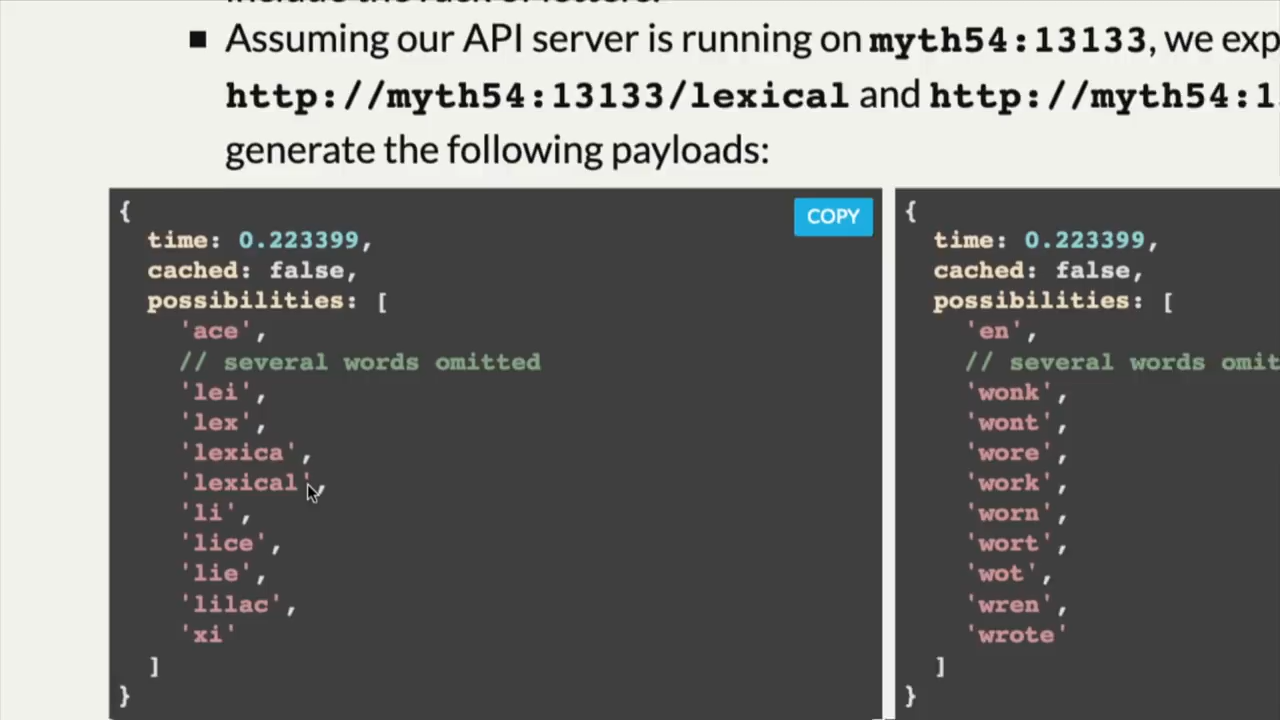 ■ Assuming our API server is running on myth54:13133, we exp
http://myth54:13133/lexical and http://myth54:1
generate the following payloads:
{
COPY
time: 0.223399,
cached: false,
possibilities: [
'ace',
// several words omitted
'lei',
'lex',
'lexica',
'lexical',
'li',
'lice',
'lie',
'lilac',
'xi'
]
}
{
time: 0.223399,
cached: false,
possibilities: [
'en',
// several words omit
'wonk',
'wont',
'wore',
'work',
'worn',
'wort',
'wot',
'wren',
'wrote'
]
}